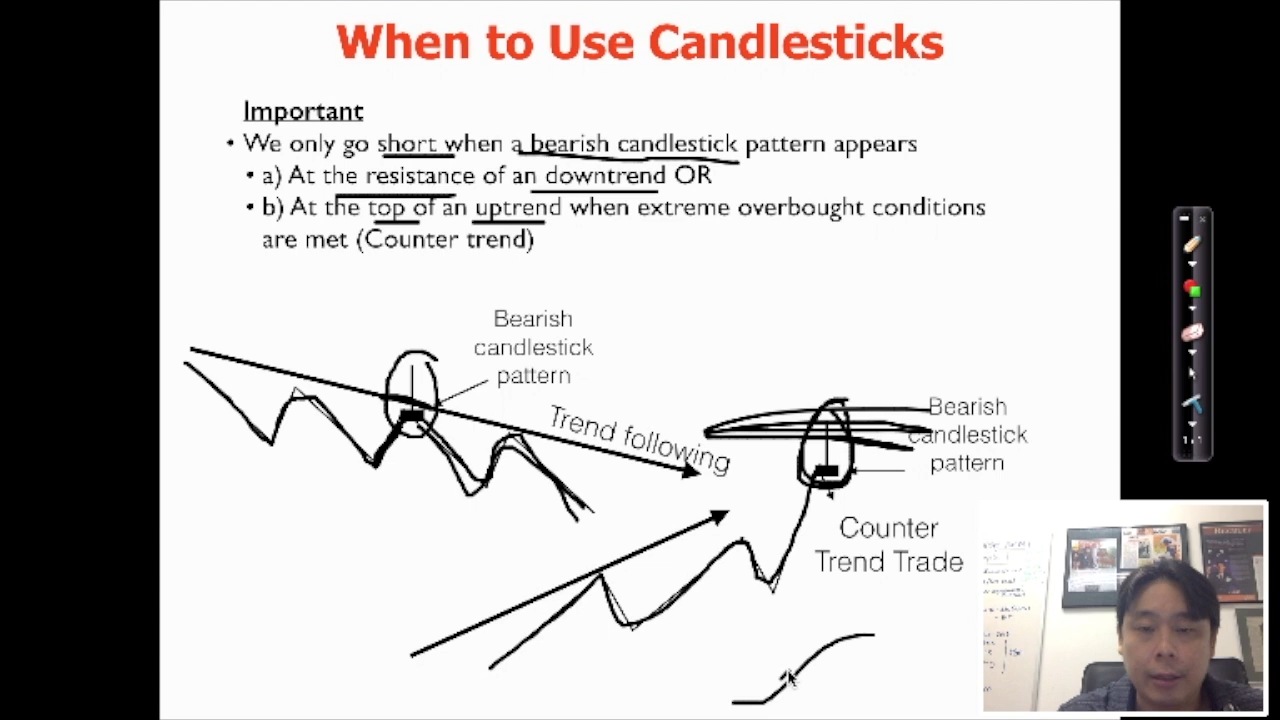 When to Use Candlesticks
Important
• We only go short when a bearish candlestick pattern appears
• a) At the resistance of an downtrend OR
• b) At the top of an uptrend when extreme overbought conditions
are met (Counter trend)
Bearish
candlestick
pattern
Trend following
Bearish
candlestick
pattern
Counter
Trend Trade